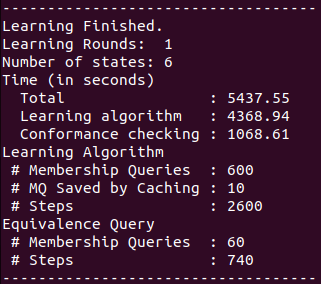 -----------------------------------
Learning Finished.
Learning Rounds:  1
Number of states: 6
Time (in seconds)
  Total                : 5437.55
  Learning algorithm   : 4368.94
  Conformance checking : 1068.61
Learning Algorithm
 # Membership Queries  : 600
 # MQ Saved by Caching : 10
 # Steps               : 2600
Equivalence Query
 # Membership Queries  : 60
 # Steps               : 740
-----------------------------------